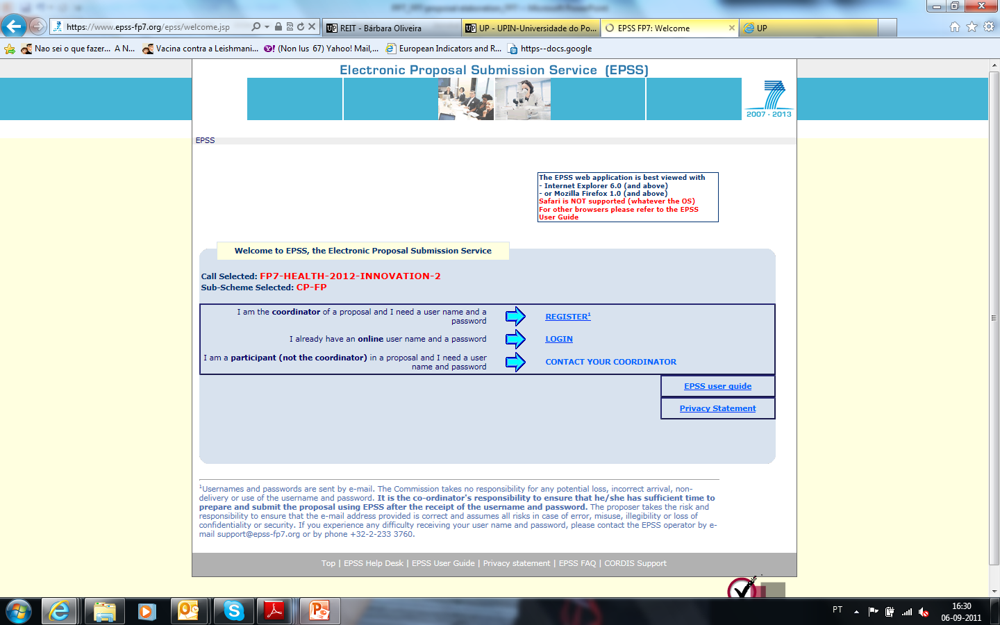 https://www.epss-fp7.org/epss/welcome.jsp
REIT - Bárbara Oliveira
UP - UPIN-Universidade do Po...
EPSS FP7: Welcome
UP
Nao sei o que fazer... A N...
Vacina contra a Leishmani...
(Non lus 67) Yahoo! Mail,...
European Indicators and R...
https--docs.google
Electronic Proposal Submission Service (EPSS)
2007 - 2013
EPSS
The EPSS web application is best viewed with
- Internet Explorer 6.0 (and above)
- or Mozilla Firefox 1.0 (and above)
Safari is NOT supported (whatever the OS)
For other browsers please refer to the EPSS
User Guide
Welcome to EPSS, the Electronic Proposal Submission Service
Call Selected: FP7-HEALTH-2012-INNOVATION-2
Sub-Scheme Selected: CP-FP
I am the coordinator of a proposal and I need a user name and a
password
REGISTER¹
I already have an online user name and a password
LOGIN
I am a participant (not the coordinator) in a proposal and I need a user
name and password
CONTACT YOUR COORDINATOR
EPSS user guide
Privacy Statement
¹Usernames and passwords are sent by e-mail. The Commission takes no responsibility for any potential loss, incorrect arrival, non-
delivery or use of the username and password. It is the co-ordinator's responsibility to ensure that he/she has sufficient time to
prepare and submit the proposal using EPSS after the receipt of the username and password. The proposer takes the risk and
responsibility to ensure that the e-mail address provided is correct and assumes all risks in case of error, misuse, illegibility or loss of
confidentiality or security. If you experience any difficulty receiving your user name and password, please contact the EPSS operator by e-
mail support@epss-fp7.org or by phone +32-2-233 3760.
Top | EPSS Help Desk | EPSS User Guide | Privacy statement | EPSS FAQ | CORDIS Support
PT
16:30
06-09-2011